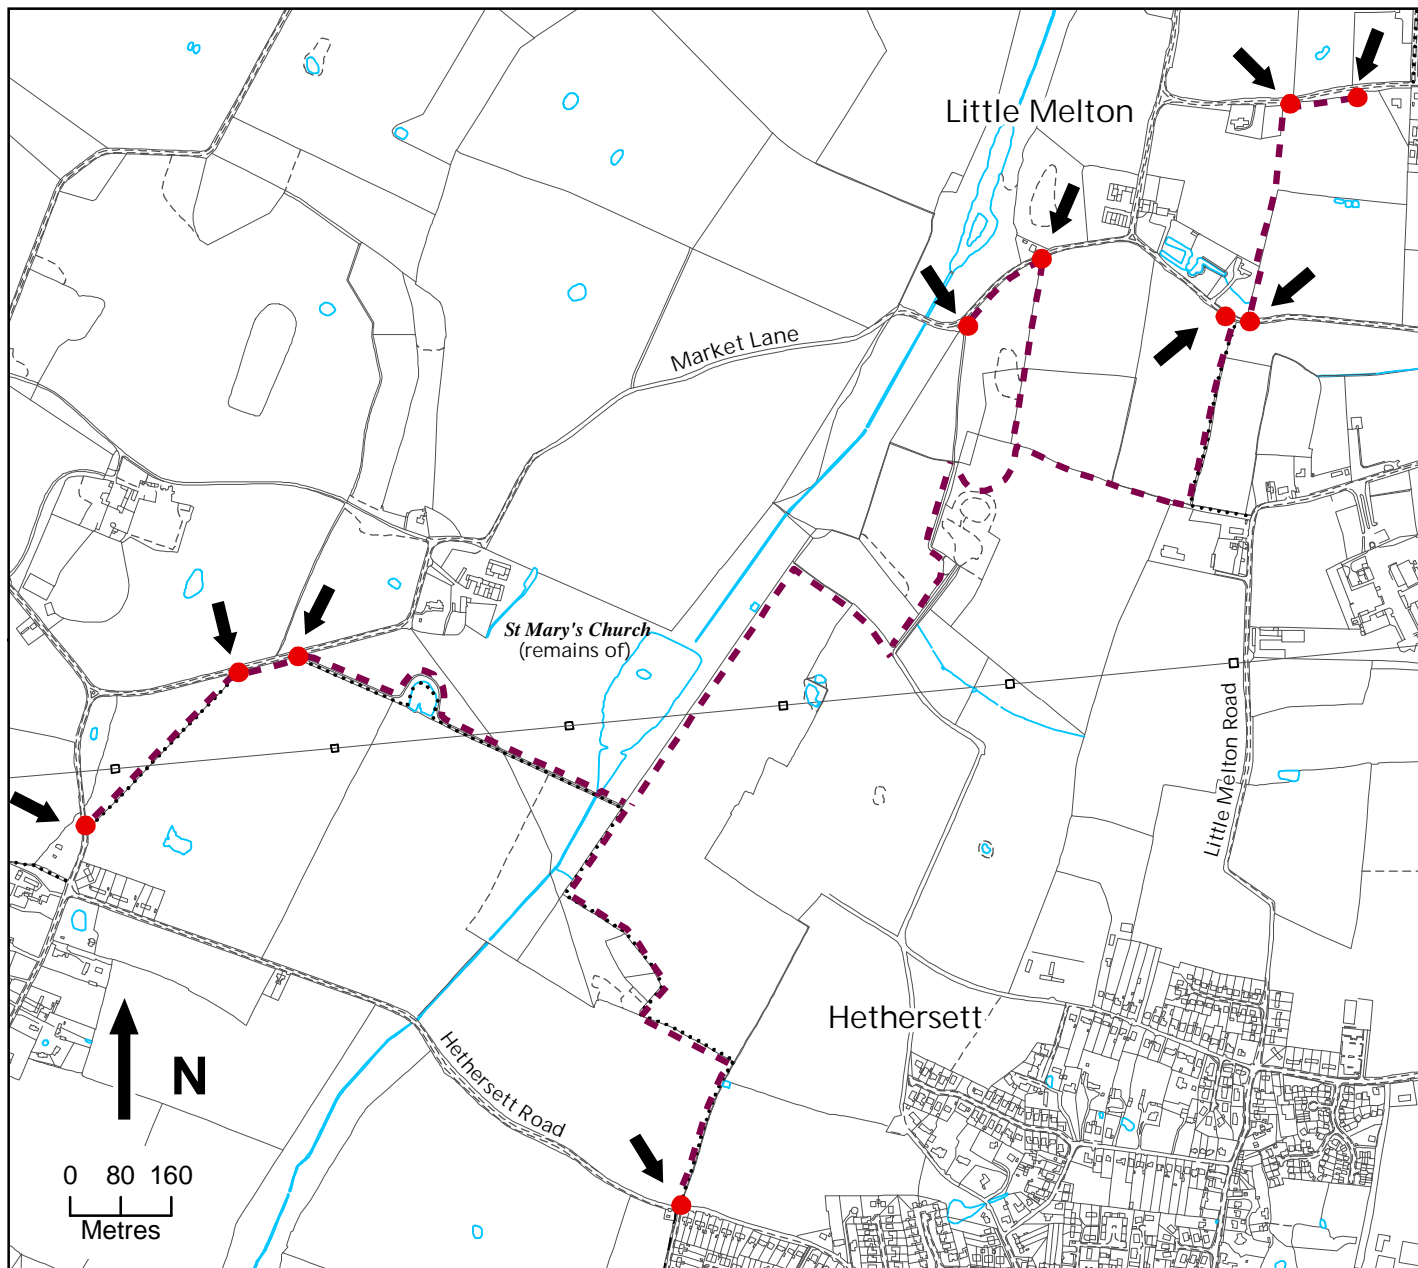 Little Melton
Market Lane
St Mary's Church
(remains of)
Little Melton Road
Hethersett
Hethersett Road
N
0 80 160
Metres